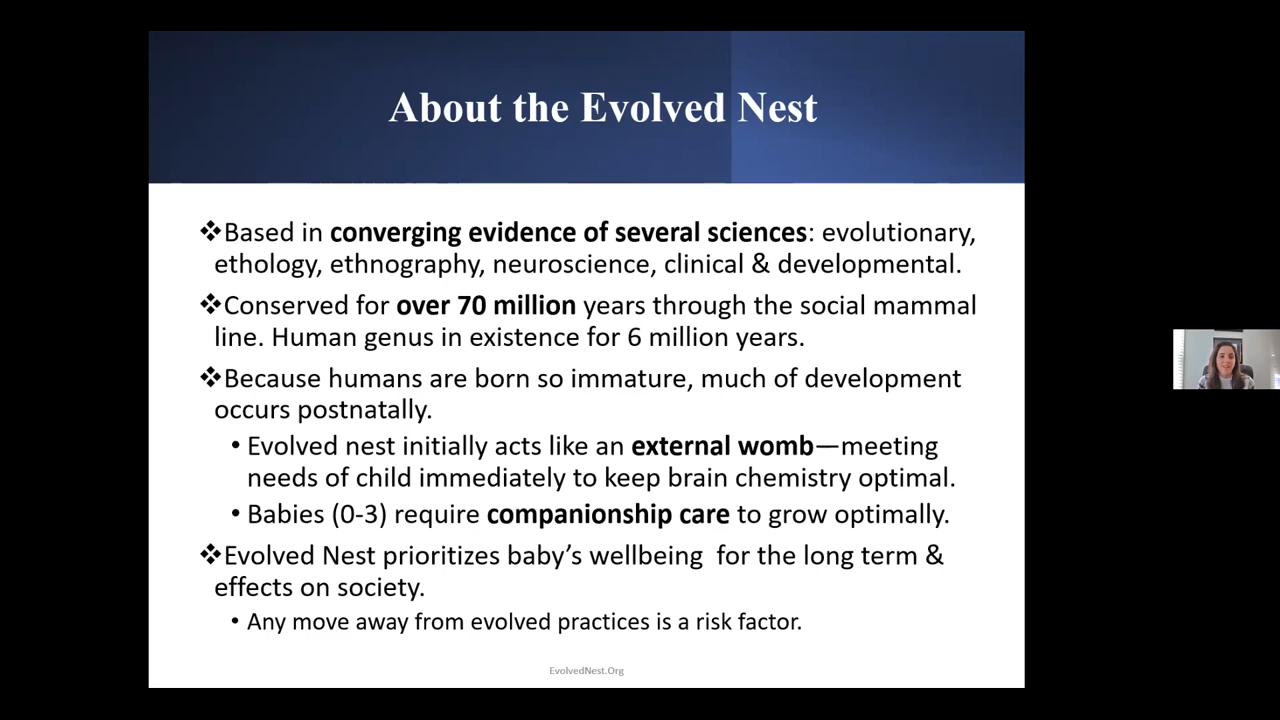 About the Evolved Nest
❖Based in converging evidence of several sciences: evolutionary,
ethology, ethnography, neuroscience, clinical & developmental.
❖Conserved for over 70 million years through the social mammal
line. Human genus in existence for 6 million years.
❖Because humans are born so immature, much of development
occurs postnatally.
• Evolved nest initially acts like an external womb—meeting
needs of child immediately to keep brain chemistry optimal.
• Babies (0-3) require companionship care to grow optimally.
❖Evolved Nest prioritizes baby’s wellbeing  for the long term &
effects on society.
• Any move away from evolved practices is a risk factor.
EvolvedNest.Org